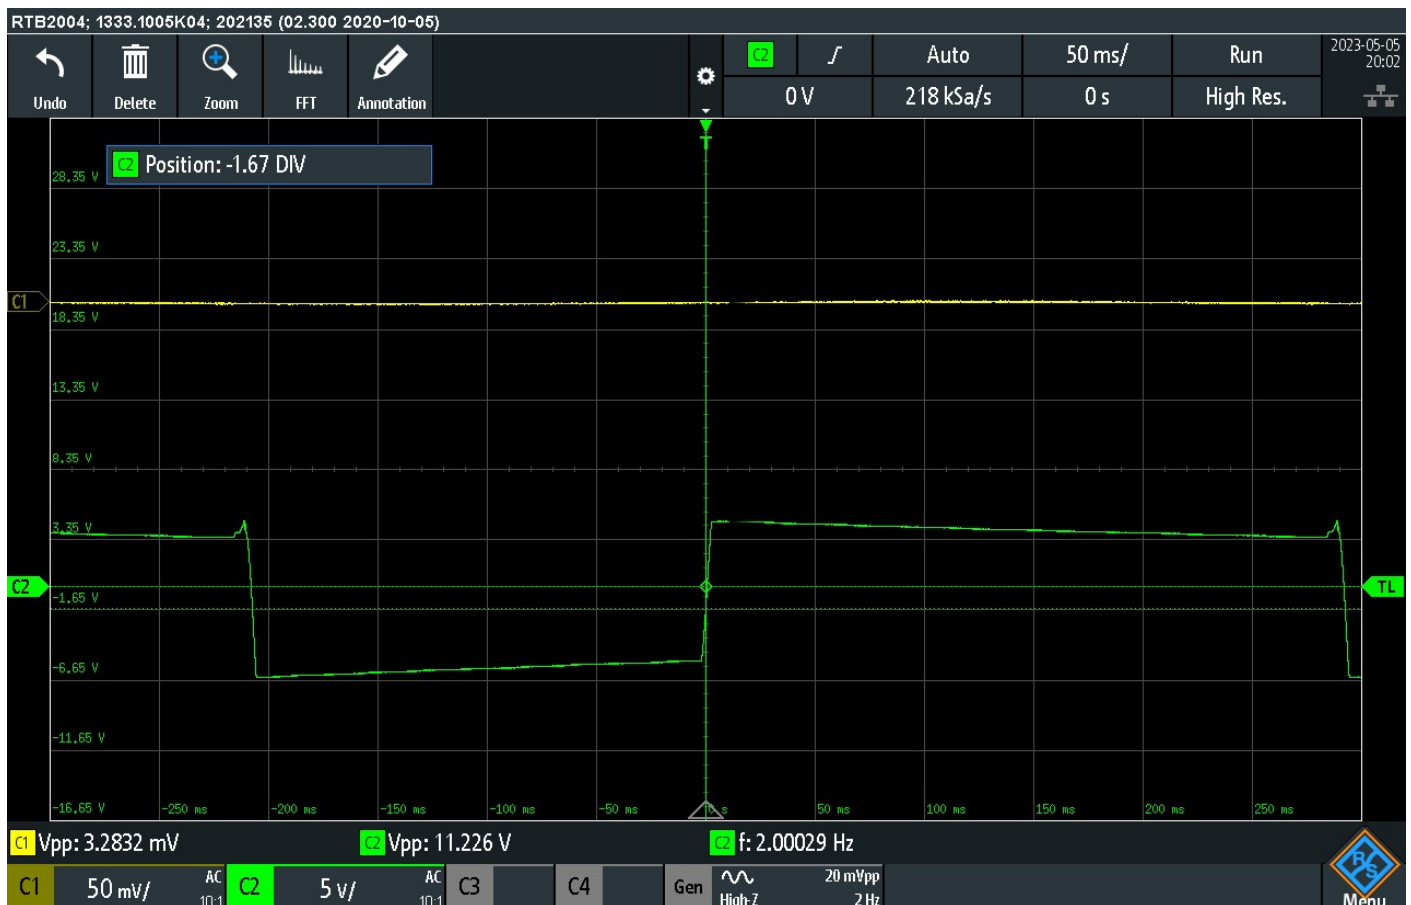 RTB2004; 1333.1005K04; 202135 (02.300 2020-10-05)
Undo Delete Zoom FFT Annotation
C2 Auto 50 ms/ Run
0 V 218 kSa/s 0 s High Res.
2023-05-05
20:02
T
C2 Position: -1.67 DIV
28.35 V
23.35 V
C1
18.35 V
13.35 V
8.35 V
3.35 V
C2
TL
-1.65 V
-6.65 V
-11.65 V
-16.65 V -250 ms -200 ms -150 ms -100 ms -50 ms 0 s 50 ms 100 ms 150 ms 200 ms 250 ms
C1 Vpp: 3.2832 mV C2 Vpp: 11.226 V C2 f: 2.00029 Hz
C1 50 mV/ AC 10:1 C2 5 V/ AC 10:1 C3 C4 Gen High-Z 20 mVpp 2 Hz
R&S
Menu